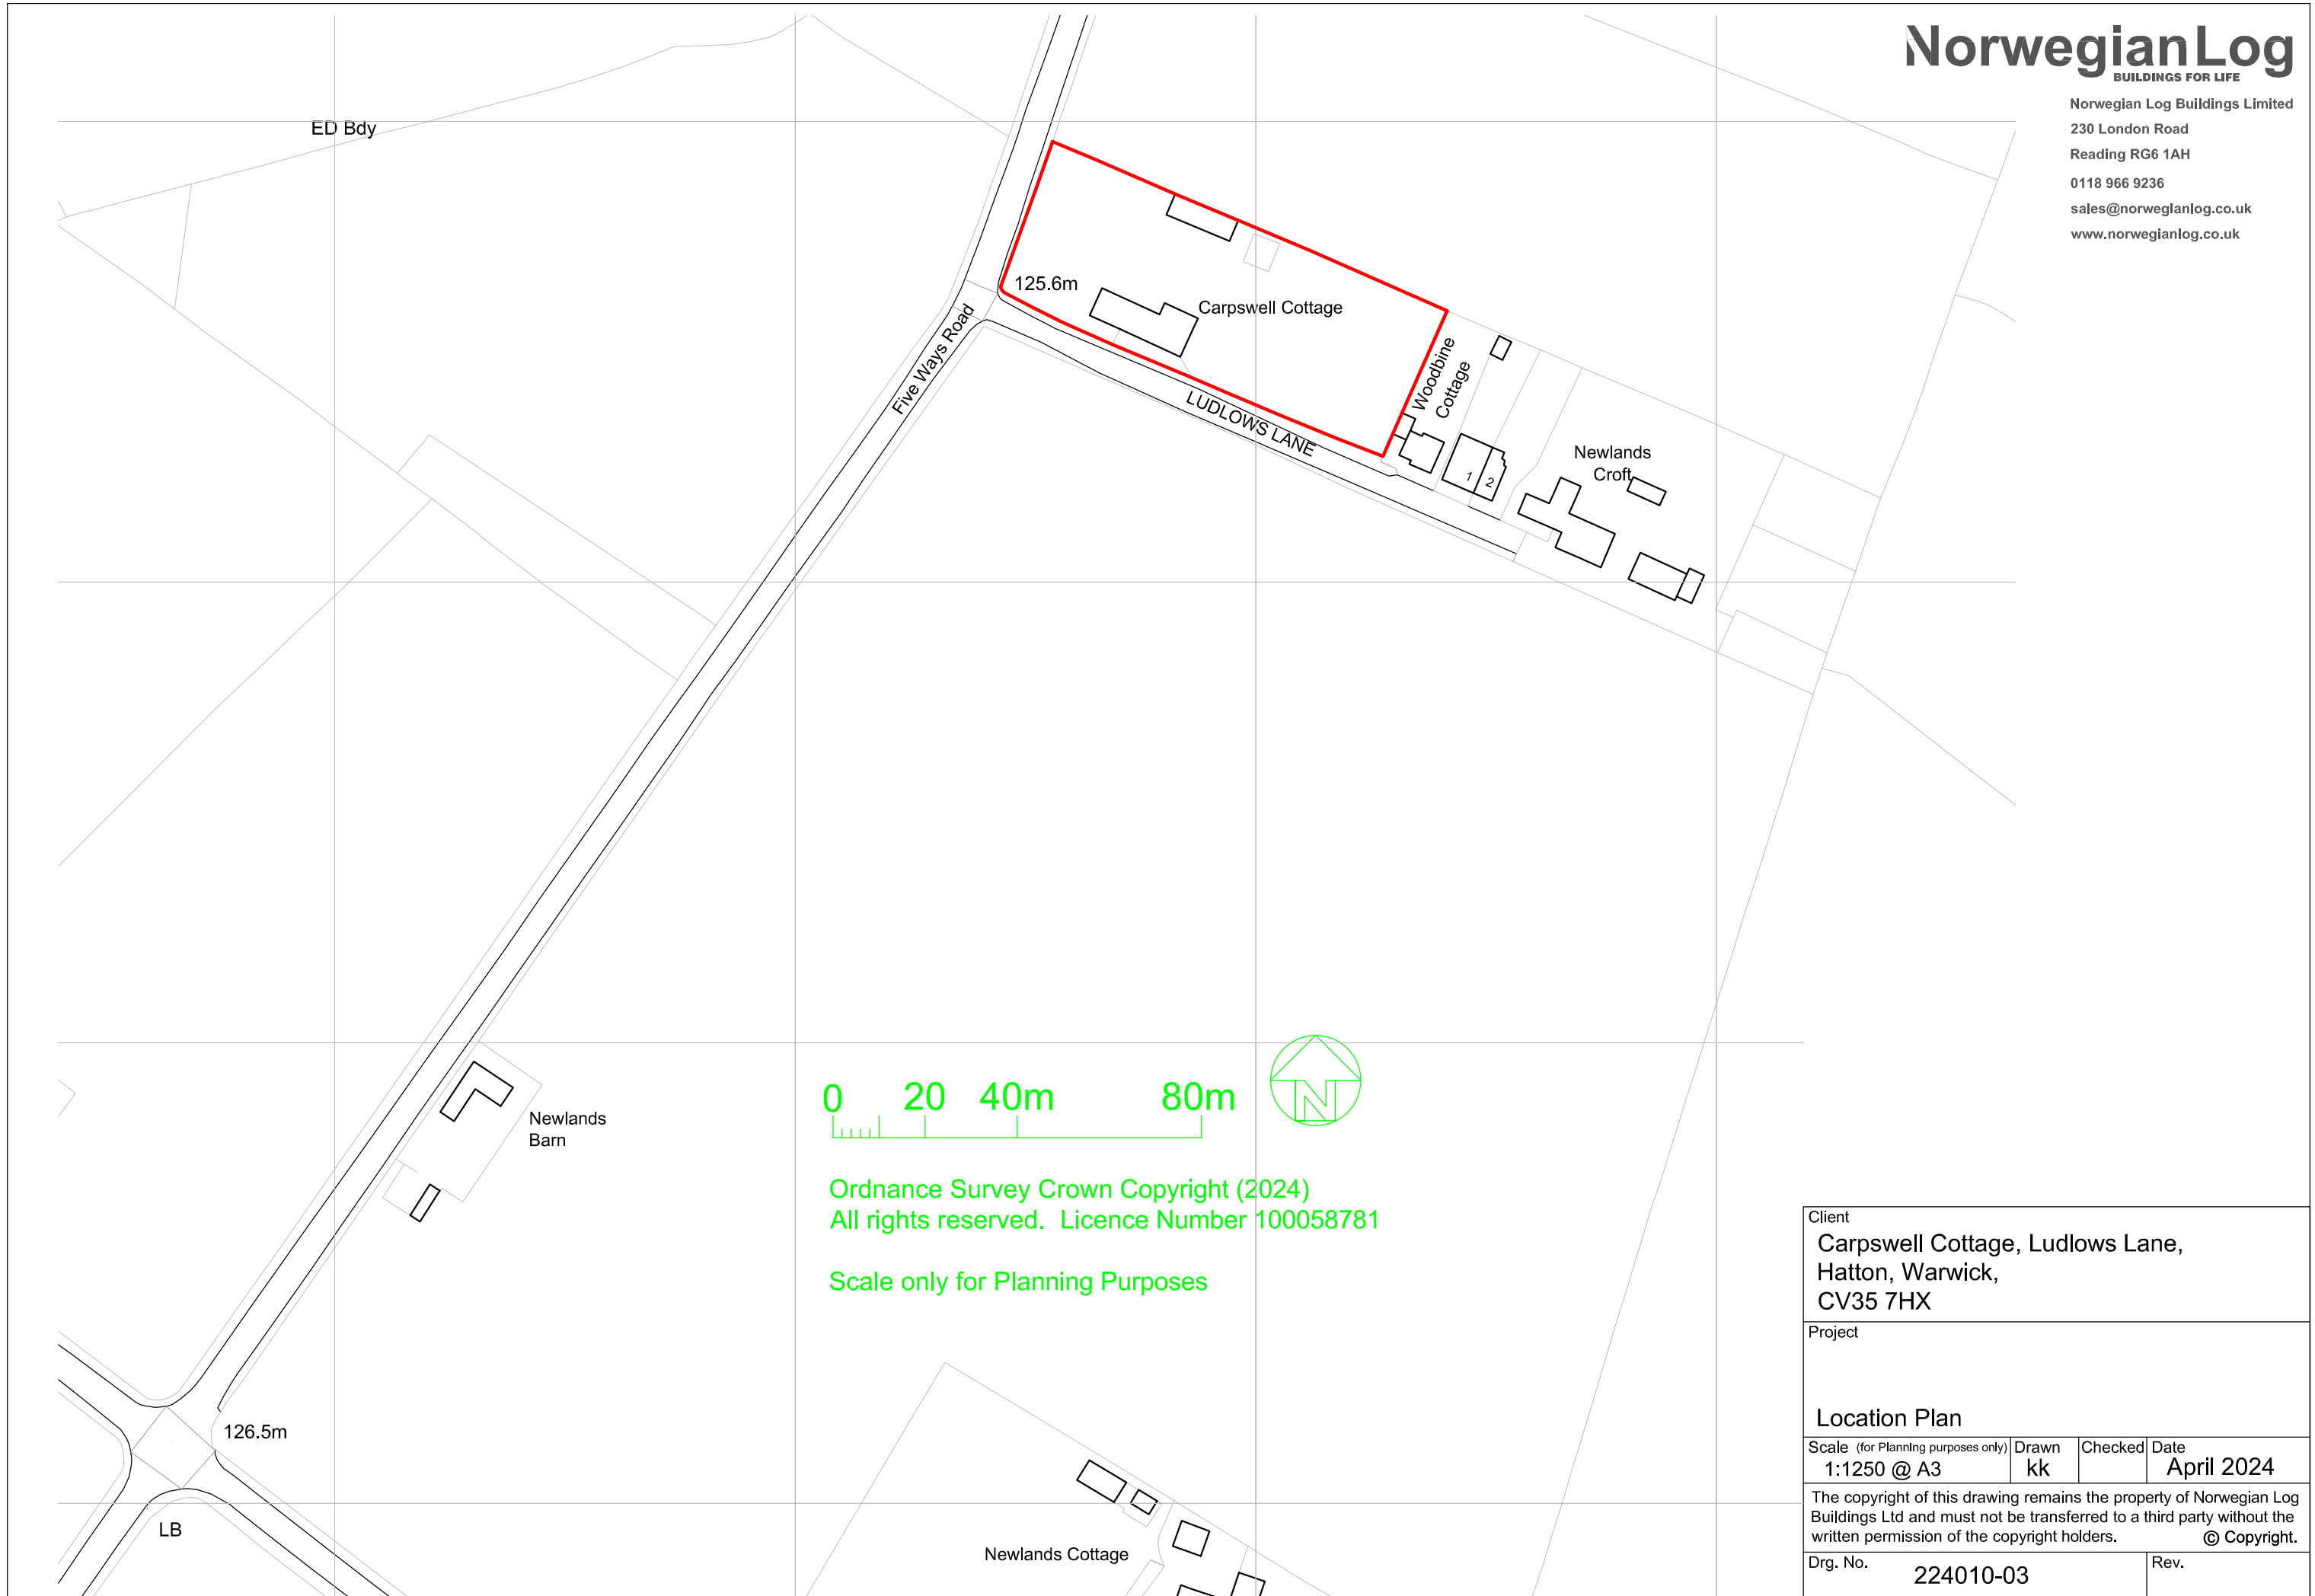 NorwegianLog
BUILDINGS FOR LIFE
Norwegian Log Buildings Limited
230 London Road
Reading RG6 1AH
0118 966 9236
sales@norwegianlog.co.uk
www.norwegianlog.co.uk
ED Bdy
125.6m
Carpswell Cottage
Five Ways Road
LUDLOWS LANE
Woodbine
Cottage
1
2
Newlands
Croft
Newlands
Barn
0 20 40m 80m
N
Ordnance Survey Crown Copyright (2024)
All rights reserved. Licence Number 100058781
Scale only for Planning Purposes
126.5m
LB
Newlands Cottage
Client
Carpswell Cottage, Ludlows Lane,
Hatton, Warwick,
CV35 7HX
Project
Location Plan
Scale (for Planning purposes only) Drawn Checked Date
1:1250 @ A3 kk April 2024
The copyright of this drawing remains the property of Norwegian Log
Buildings Ltd and must not be transferred to a third party without the
written permission of the copyright holders. © Copyright.
Drg. No. 224010-03 Rev.